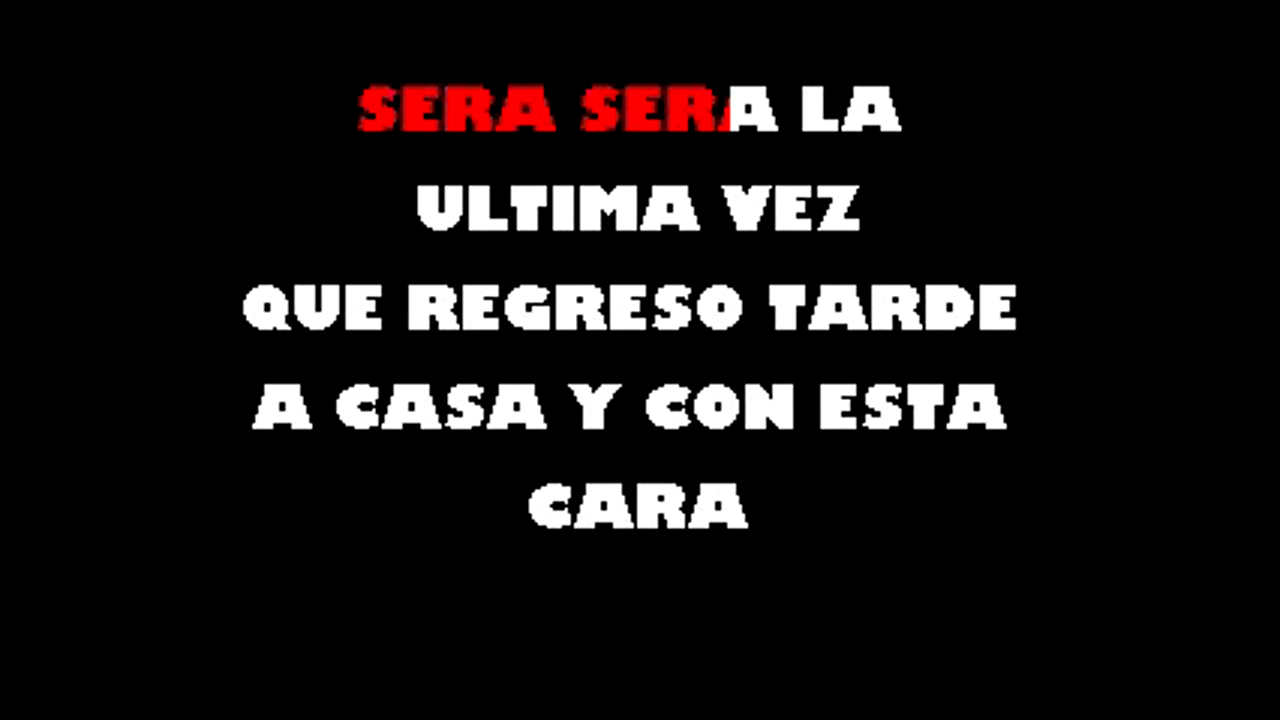 SERA SERA LA
ULTIMA VEZ
QUE REGRESO TARDE
A CASA Y CON ESTA
CARA